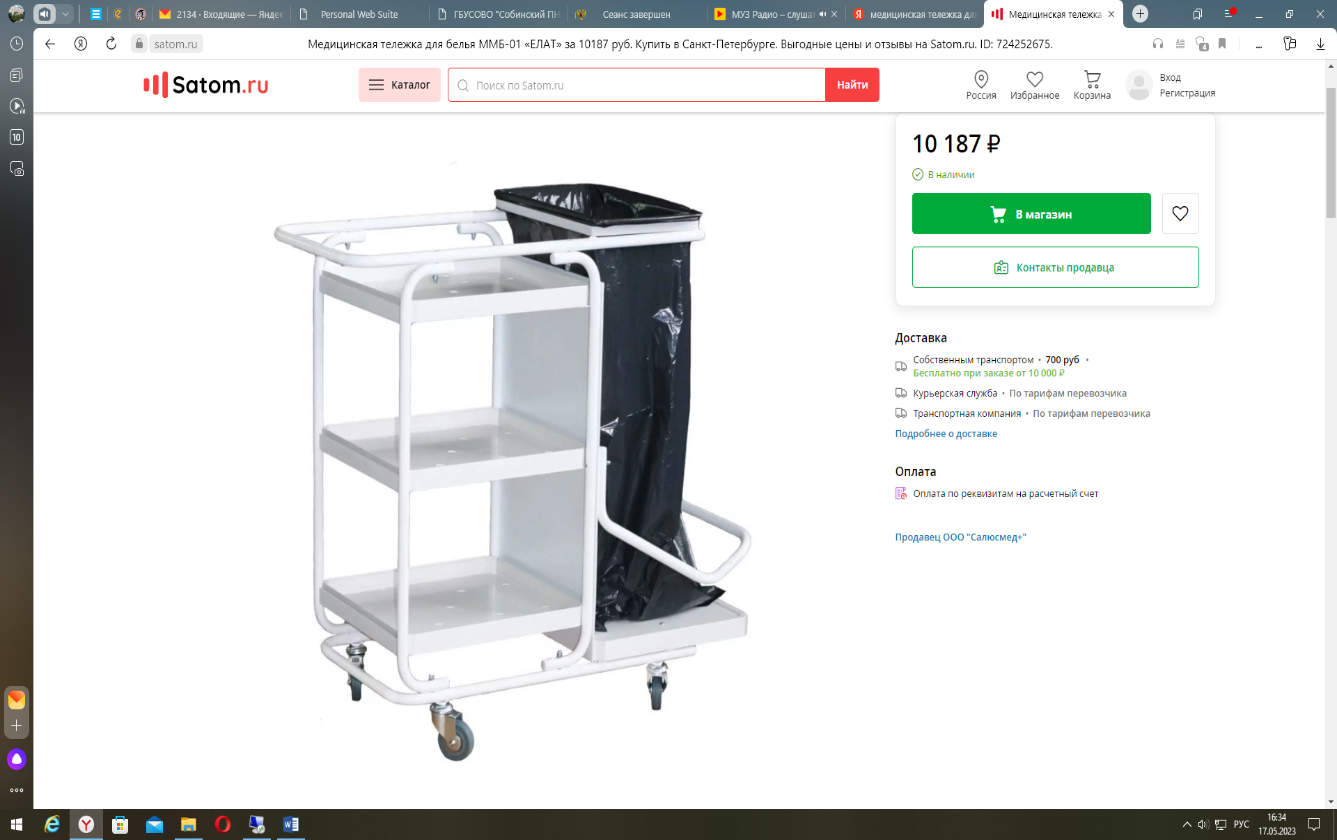 2134 · Входящие — Яндек
Personal Web Suite
ГБУСОВО "Собинский ПН
Сеанс завершен
МУЗ Радио – слуша
медицинская тележка дл
Медицинская тележка
satom.ru
Медицинская тележка для белья ММБ-01 «ЕЛАТ» за 10187 руб. Купить в Санкт-Петербурге. Выгодные цены и отзывы на Satom.ru. ID: 724252675.
4
Satom.ru
Каталог
Поиск по Satom.ru
Найти
Россия
Избранное
Корзина
Вход
Регистрация
10
10 187 ₽
В наличии
В магазин
Контакты продавца
Доставка
Собственным транспортом • 700 руб •
Бесплатно при заказе от 10 000 ₽
Курьерская служба • По тарифам перевозчика
Транспортная компания • По тарифам перевозчика
Подробнее о доставке
Оплата
Оплата по реквизитам на расчетный счет
Продавец ООО "Салюсмед+"
РУС
16:34
17.05.2023